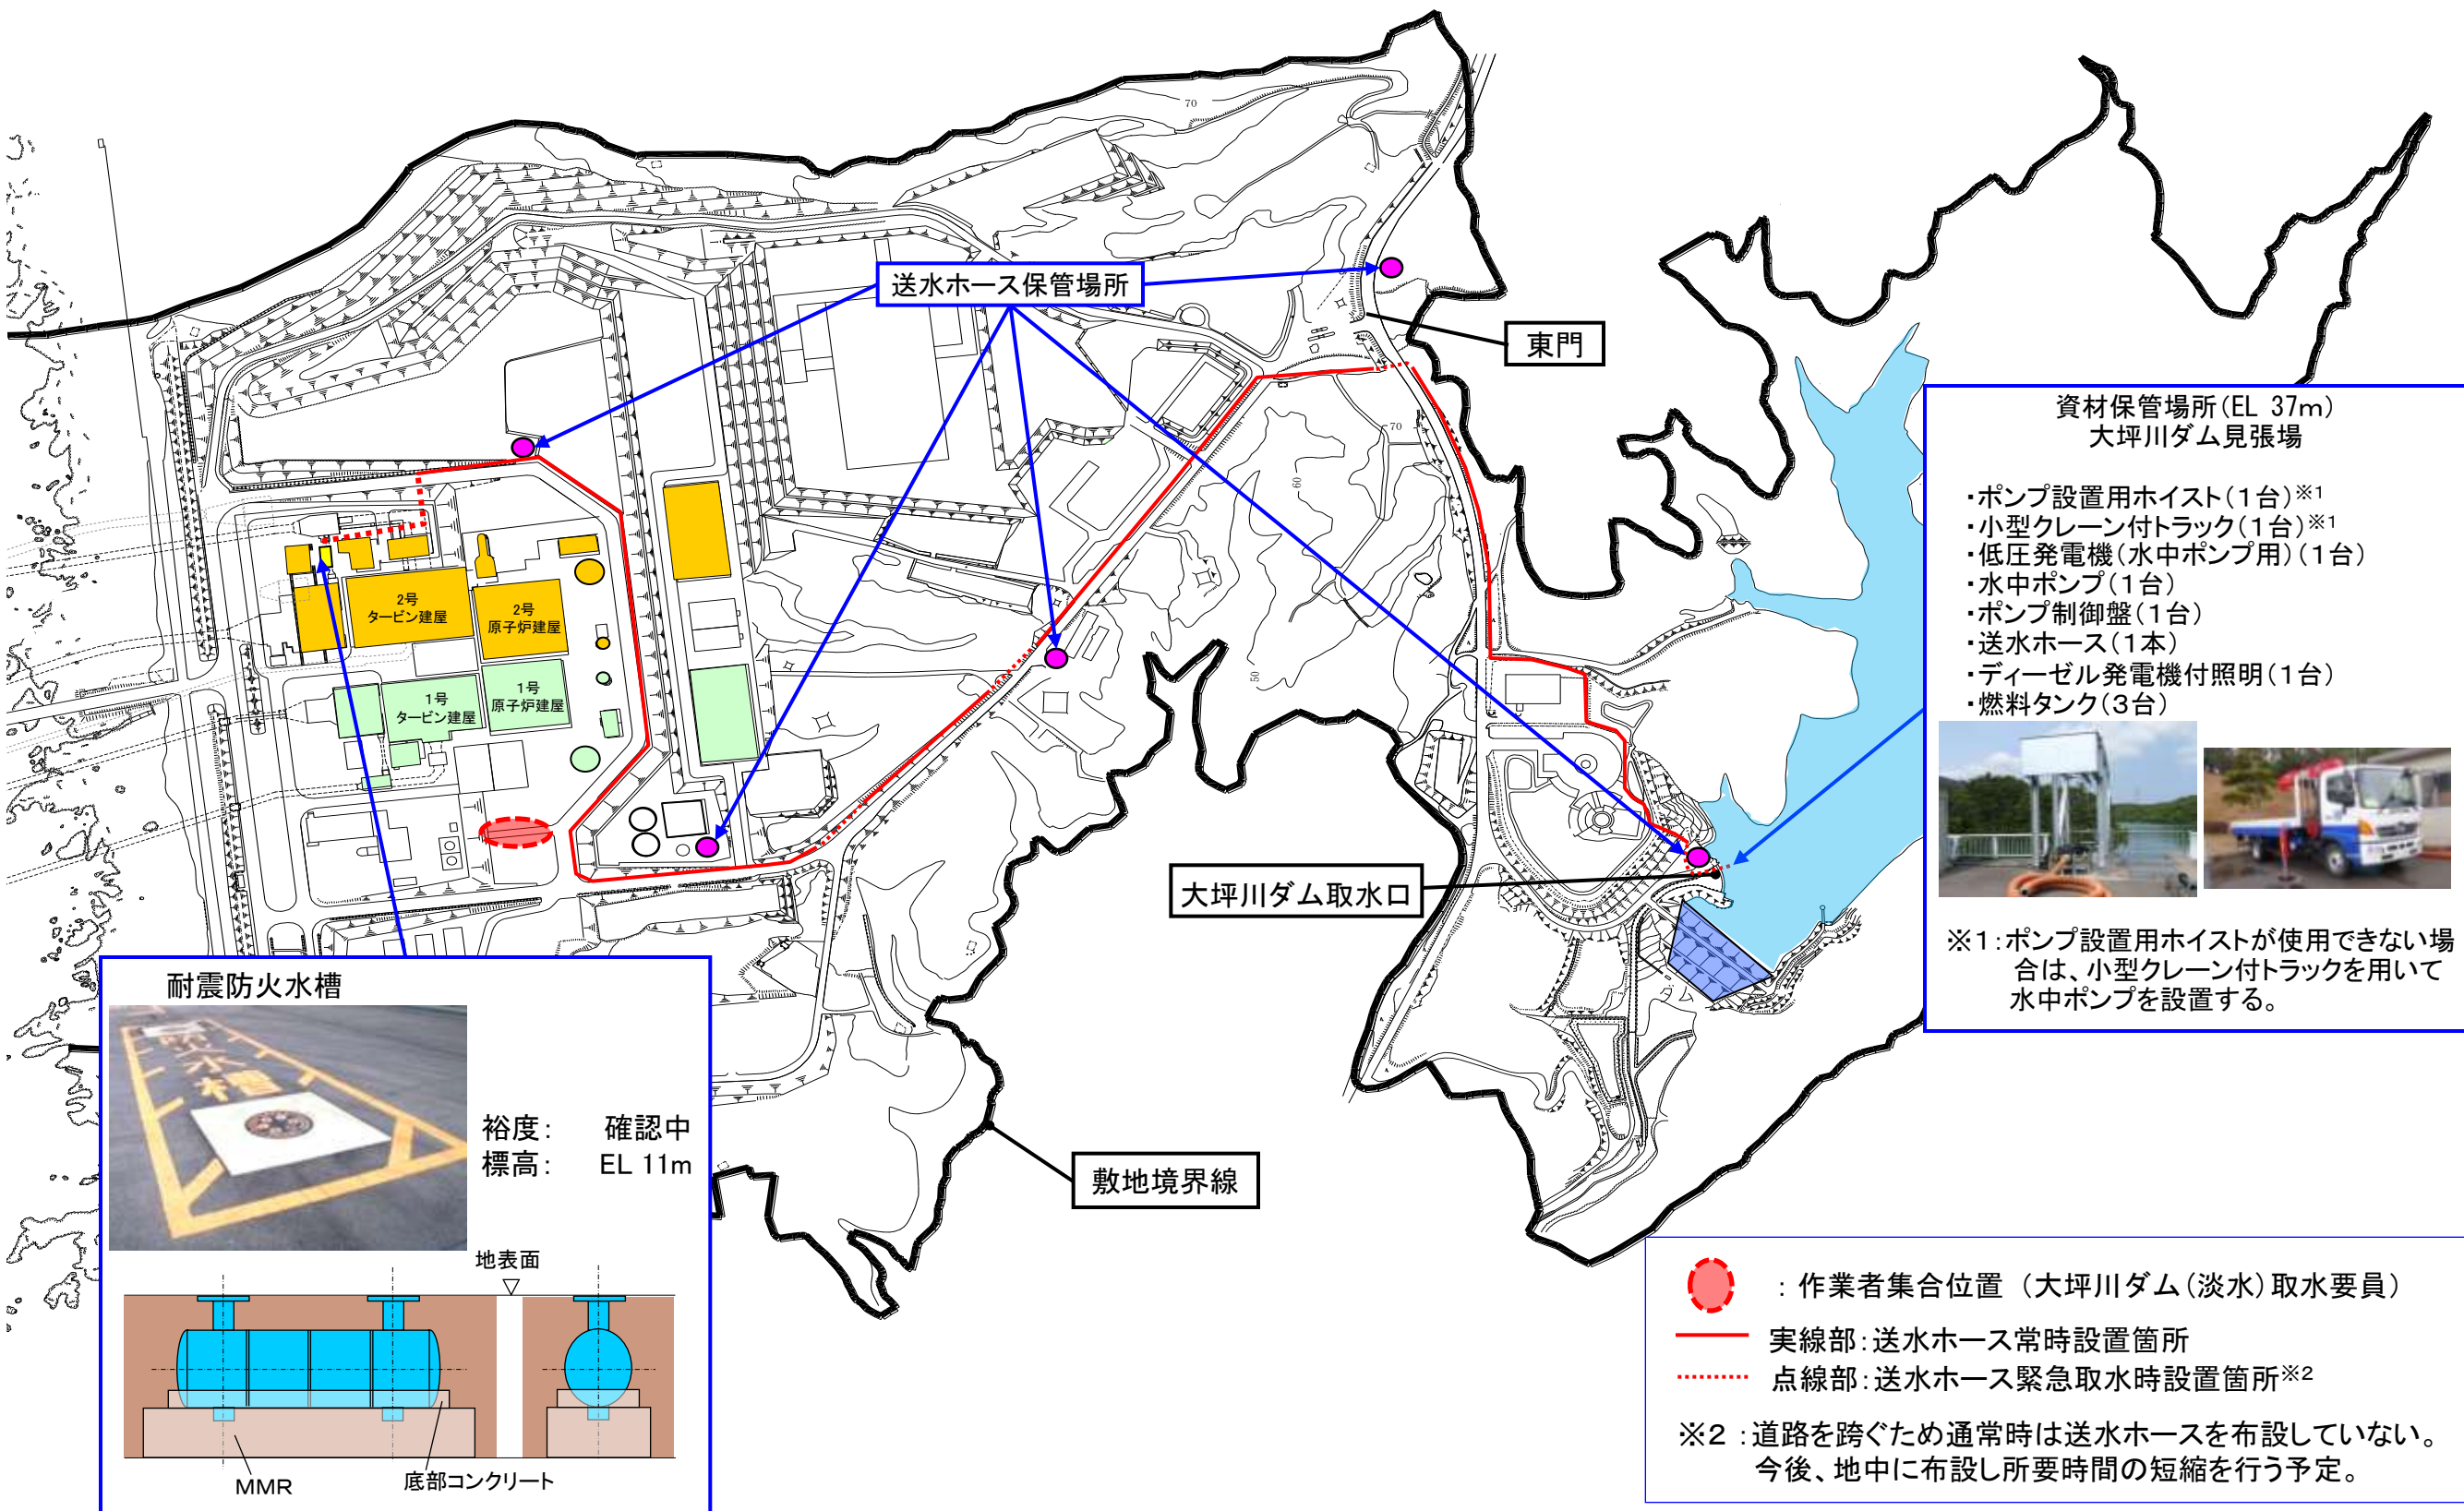 70
送水ホース保管場所
東門
70
60
50
資材保管場所(EL 37m)
大坪川ダム見張場
・ポンプ設置用ホイスト(1台)※1
・小型クレーン付トラック(1台)※1
・低圧発電機(水中ポンプ用)(1台)
・水中ポンプ(1台)
・ポンプ制御盤(1台)
・送水ホース(1本)
・ディーゼル発電機付照明(1台)
・燃料タンク(3台)
※1:ポンプ設置用ホイストが使用できない場
合は、小型クレーン付トラックを用いて
水中ポンプを設置する。
2号
タービン建屋
2号
原子炉建屋
1号
タービン建屋
1号
原子炉建屋
大坪川ダム取水口
敷地境界線
耐震防火水槽
水槽
裕度: 確認中
標高: EL 11m
地表面
MMR
底部コンクリート
:作業者集合位置 (大坪川ダム(淡水)取水要員)
実線部:送水ホース常時設置箇所
点線部:送水ホース緊急取水時設置箇所※2
※2:道路を跨ぐため通常時は送水ホースを布設していない。
今後、地中に布設し所要時間の短縮を行う予定。